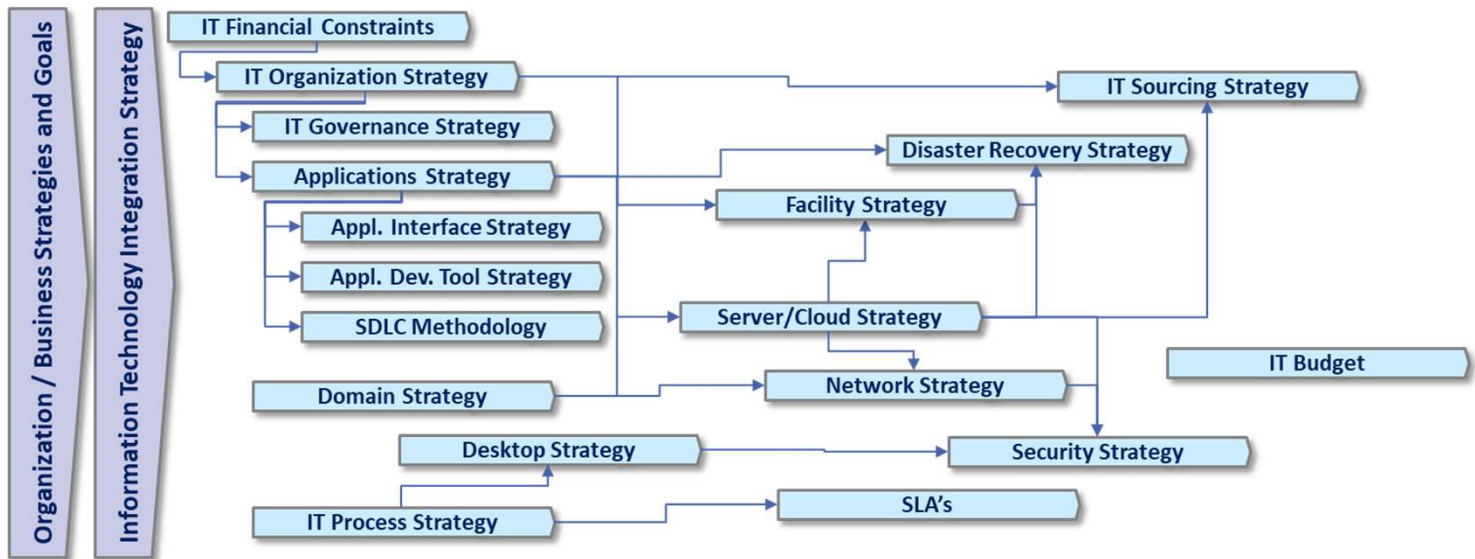 Organization / Business Strategies and Goals
Information Technology Integration Strategy
IT Financial Constraints
IT Organization Strategy
IT Sourcing Strategy
IT Governance Strategy
Disaster Recovery Strategy
Applications Strategy
Facility Strategy
Appl. Interface Strategy
Appl. Dev. Tool Strategy
Server/Cloud Strategy
SDLC Methodology
IT Budget
Network Strategy
Domain Strategy
Desktop Strategy
Security Strategy
SLA's
IT Process Strategy